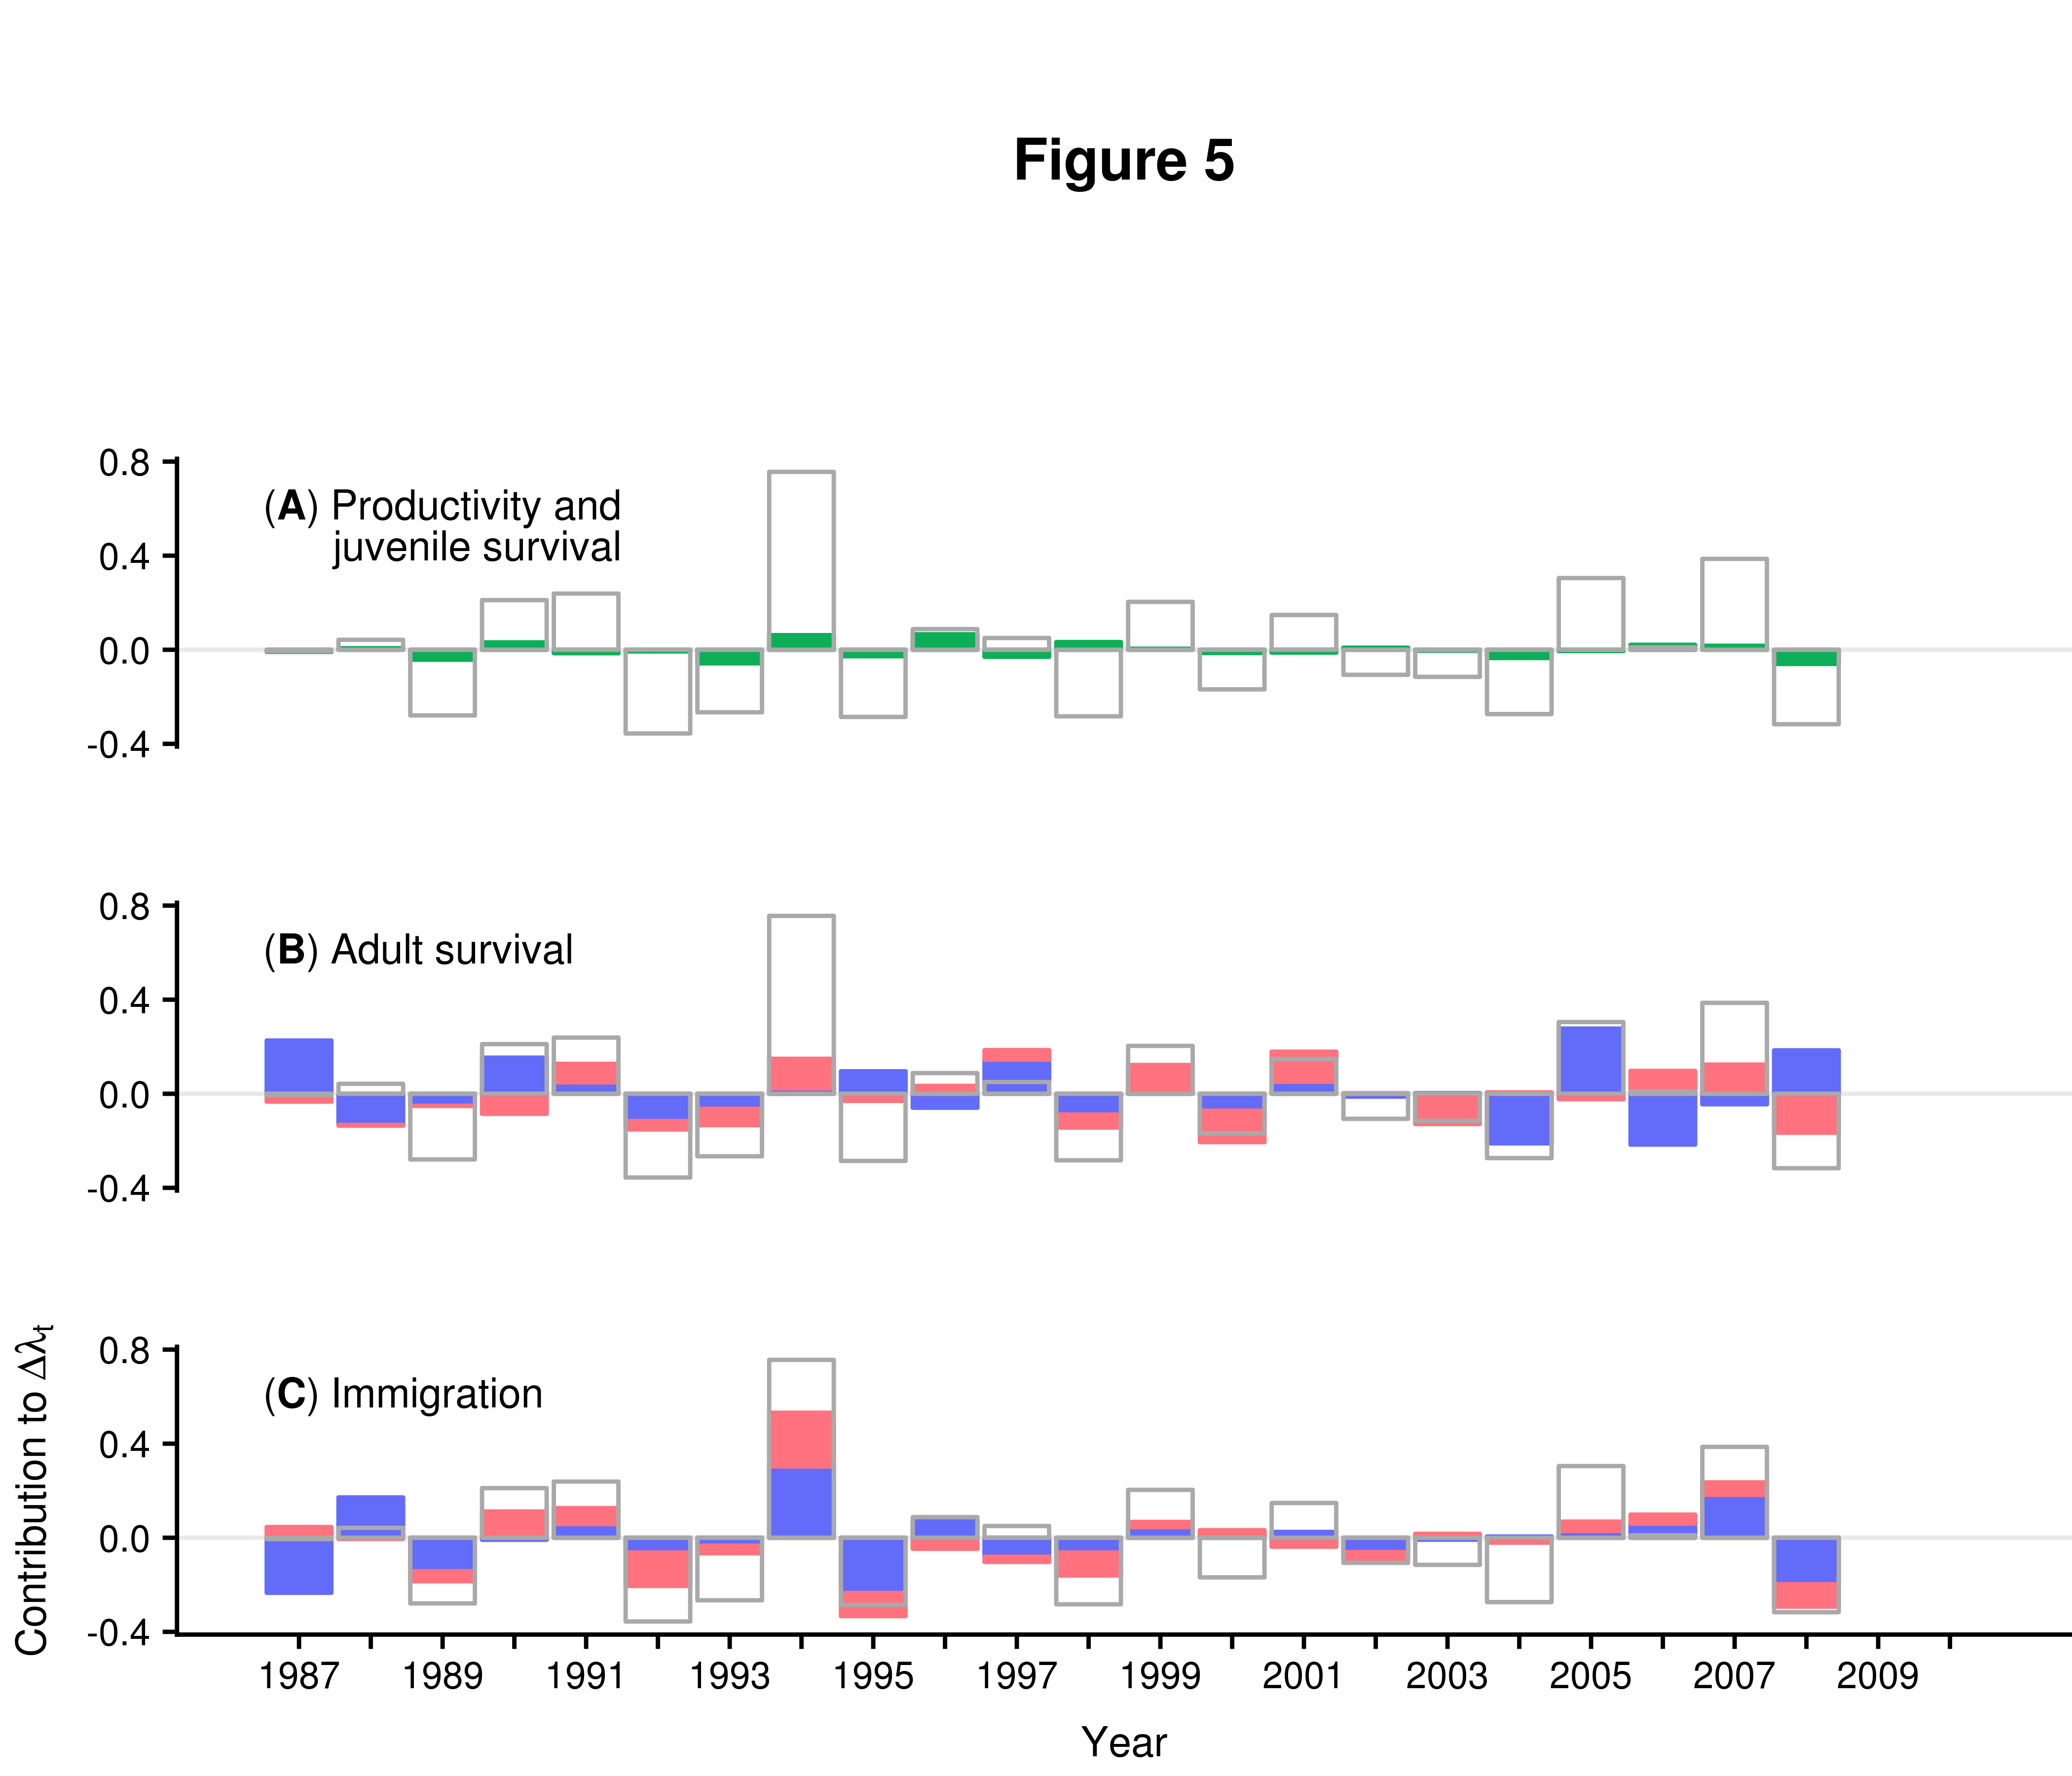 Figure 5
0.8
(A) Productivity and
juvenile survival
0.4
0.0
-0.4
0.8
(B) Adult survival
0.4
0.0
-0.4
Contribution to Δλt
0.8
(C) Immigration
0.4
0.0
-0.4
1987 1989 1991 1993 1995 1997 1999 2001 2003 2005 2007 2009
Year